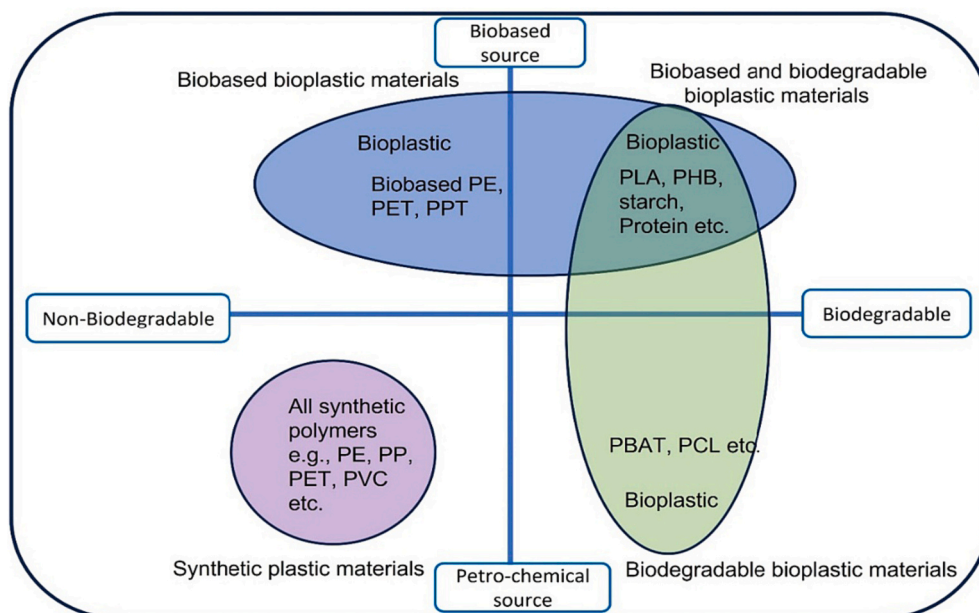 Biobased
source
Biobased bioplastic materials
Biobased and biodegradable
bioplastic materials
Bioplastic
Biobased PE,
PET, PPT
Bioplastic
PLA, PHB,
starch,
Protein etc.
Non-Biodegradable
Biodegradable
All synthetic
polymers
e.g., PE, PP,
PET, PVC
etc.
PBAT, PCL etc.
Bioplastic
Synthetic plastic materials
Petro-chemical
source
Biodegradable bioplastic materials